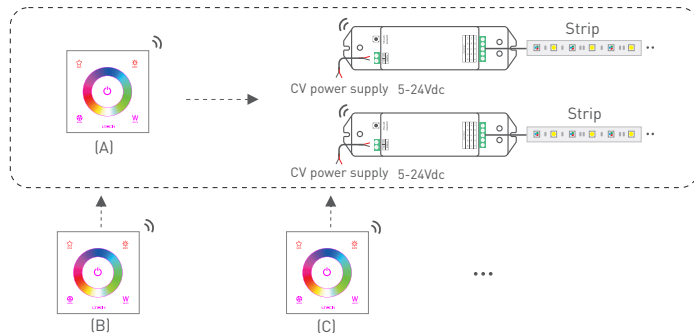 Strip
CV power supply 5-24Vdc
(A)
Strip
CV power supply 5-24Vdc
W
W
W
(B)
(C)